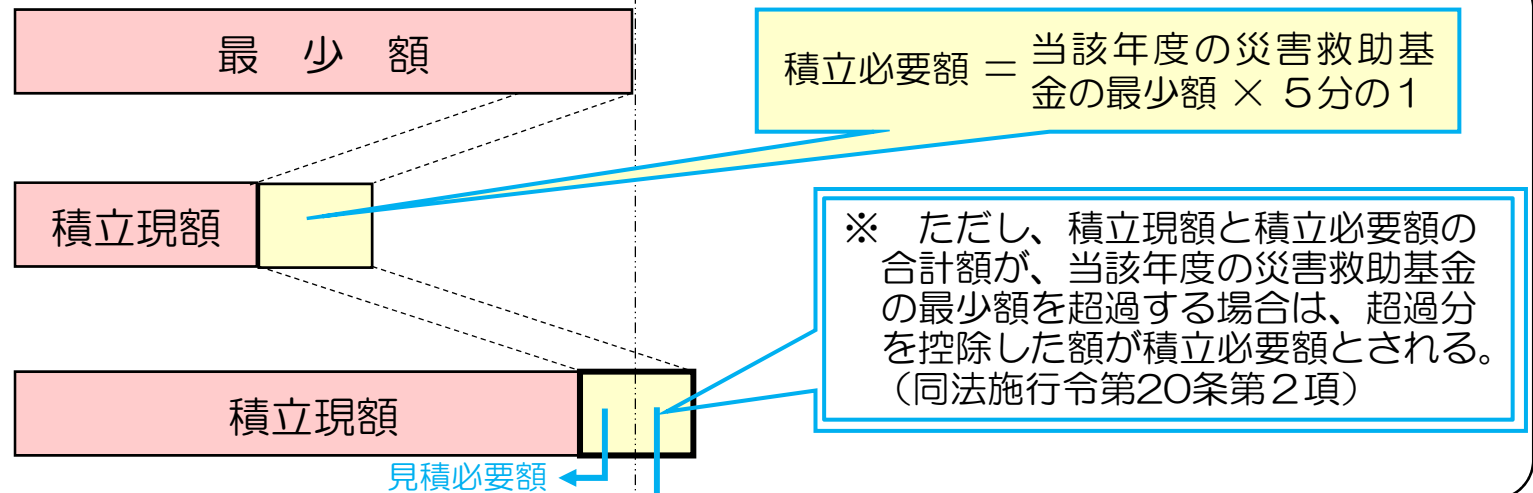 最 少 額
積立必要額 ＝ 当該年度の災害救助基
金の最少額 × ５分の１
積立現額
※ ただし、積立現額と積立必要額の
合計額が、当該年度の災害救助基金
の最少額を超過する場合は、超過分
を控除した額が積立必要額とされる。
（同法施行令第20条第２項）
積立現額
見積必要額